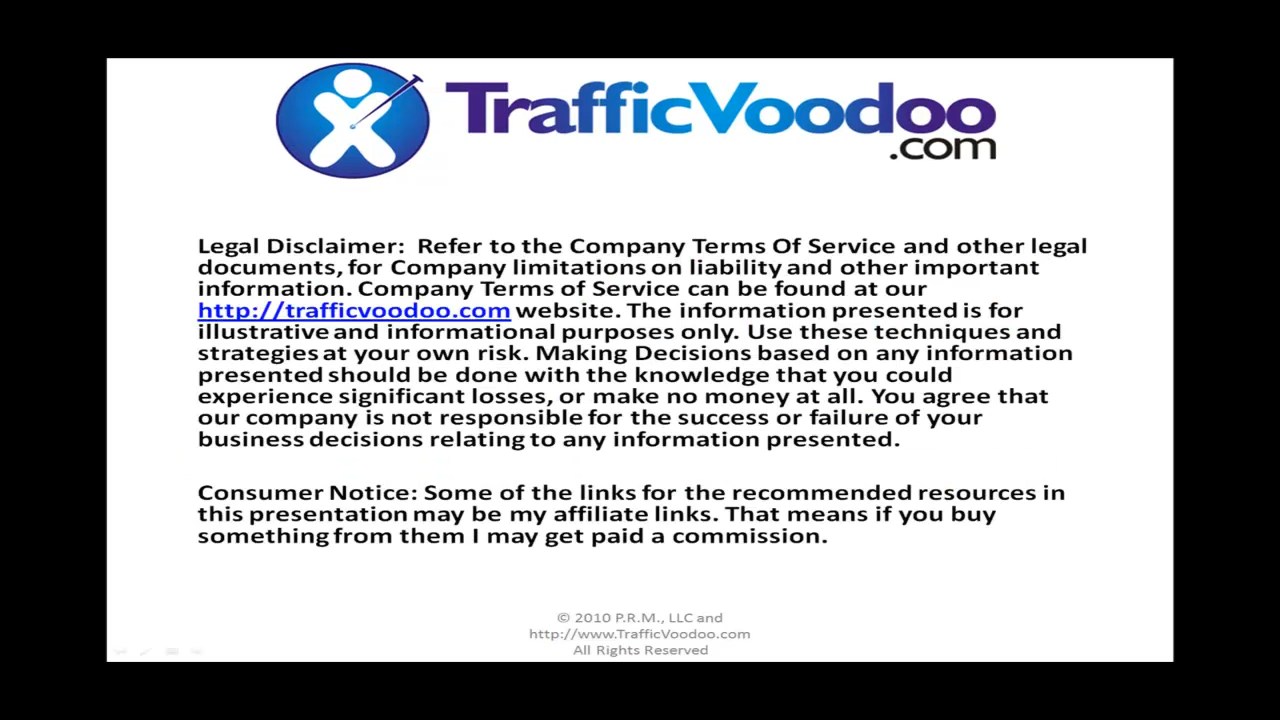 TrafficVoodoo
.com
Legal Disclaimer:  Refer to the Company Terms Of Service and other legal
documents, for Company limitations on liability and other important
information. Company Terms of Service can be found at our
http://trafficvoodoo.com website. The information presented is for
illustrative and informational purposes only. Use these techniques and
strategies at your own risk. Making Decisions based on any information
presented should be done with the knowledge that you could
experience significant losses, or make no money at all. You agree that
our company is not responsible for the success or failure of your
business decisions relating to any information presented.
Consumer Notice: Some of the links for the recommended resources in
this presentation may be my affiliate links. That means if you buy
something from them I may get paid a commission.
© 2010 P.R.M., LLC and
http://www.TrafficVoodoo.com
All Rights Reserved